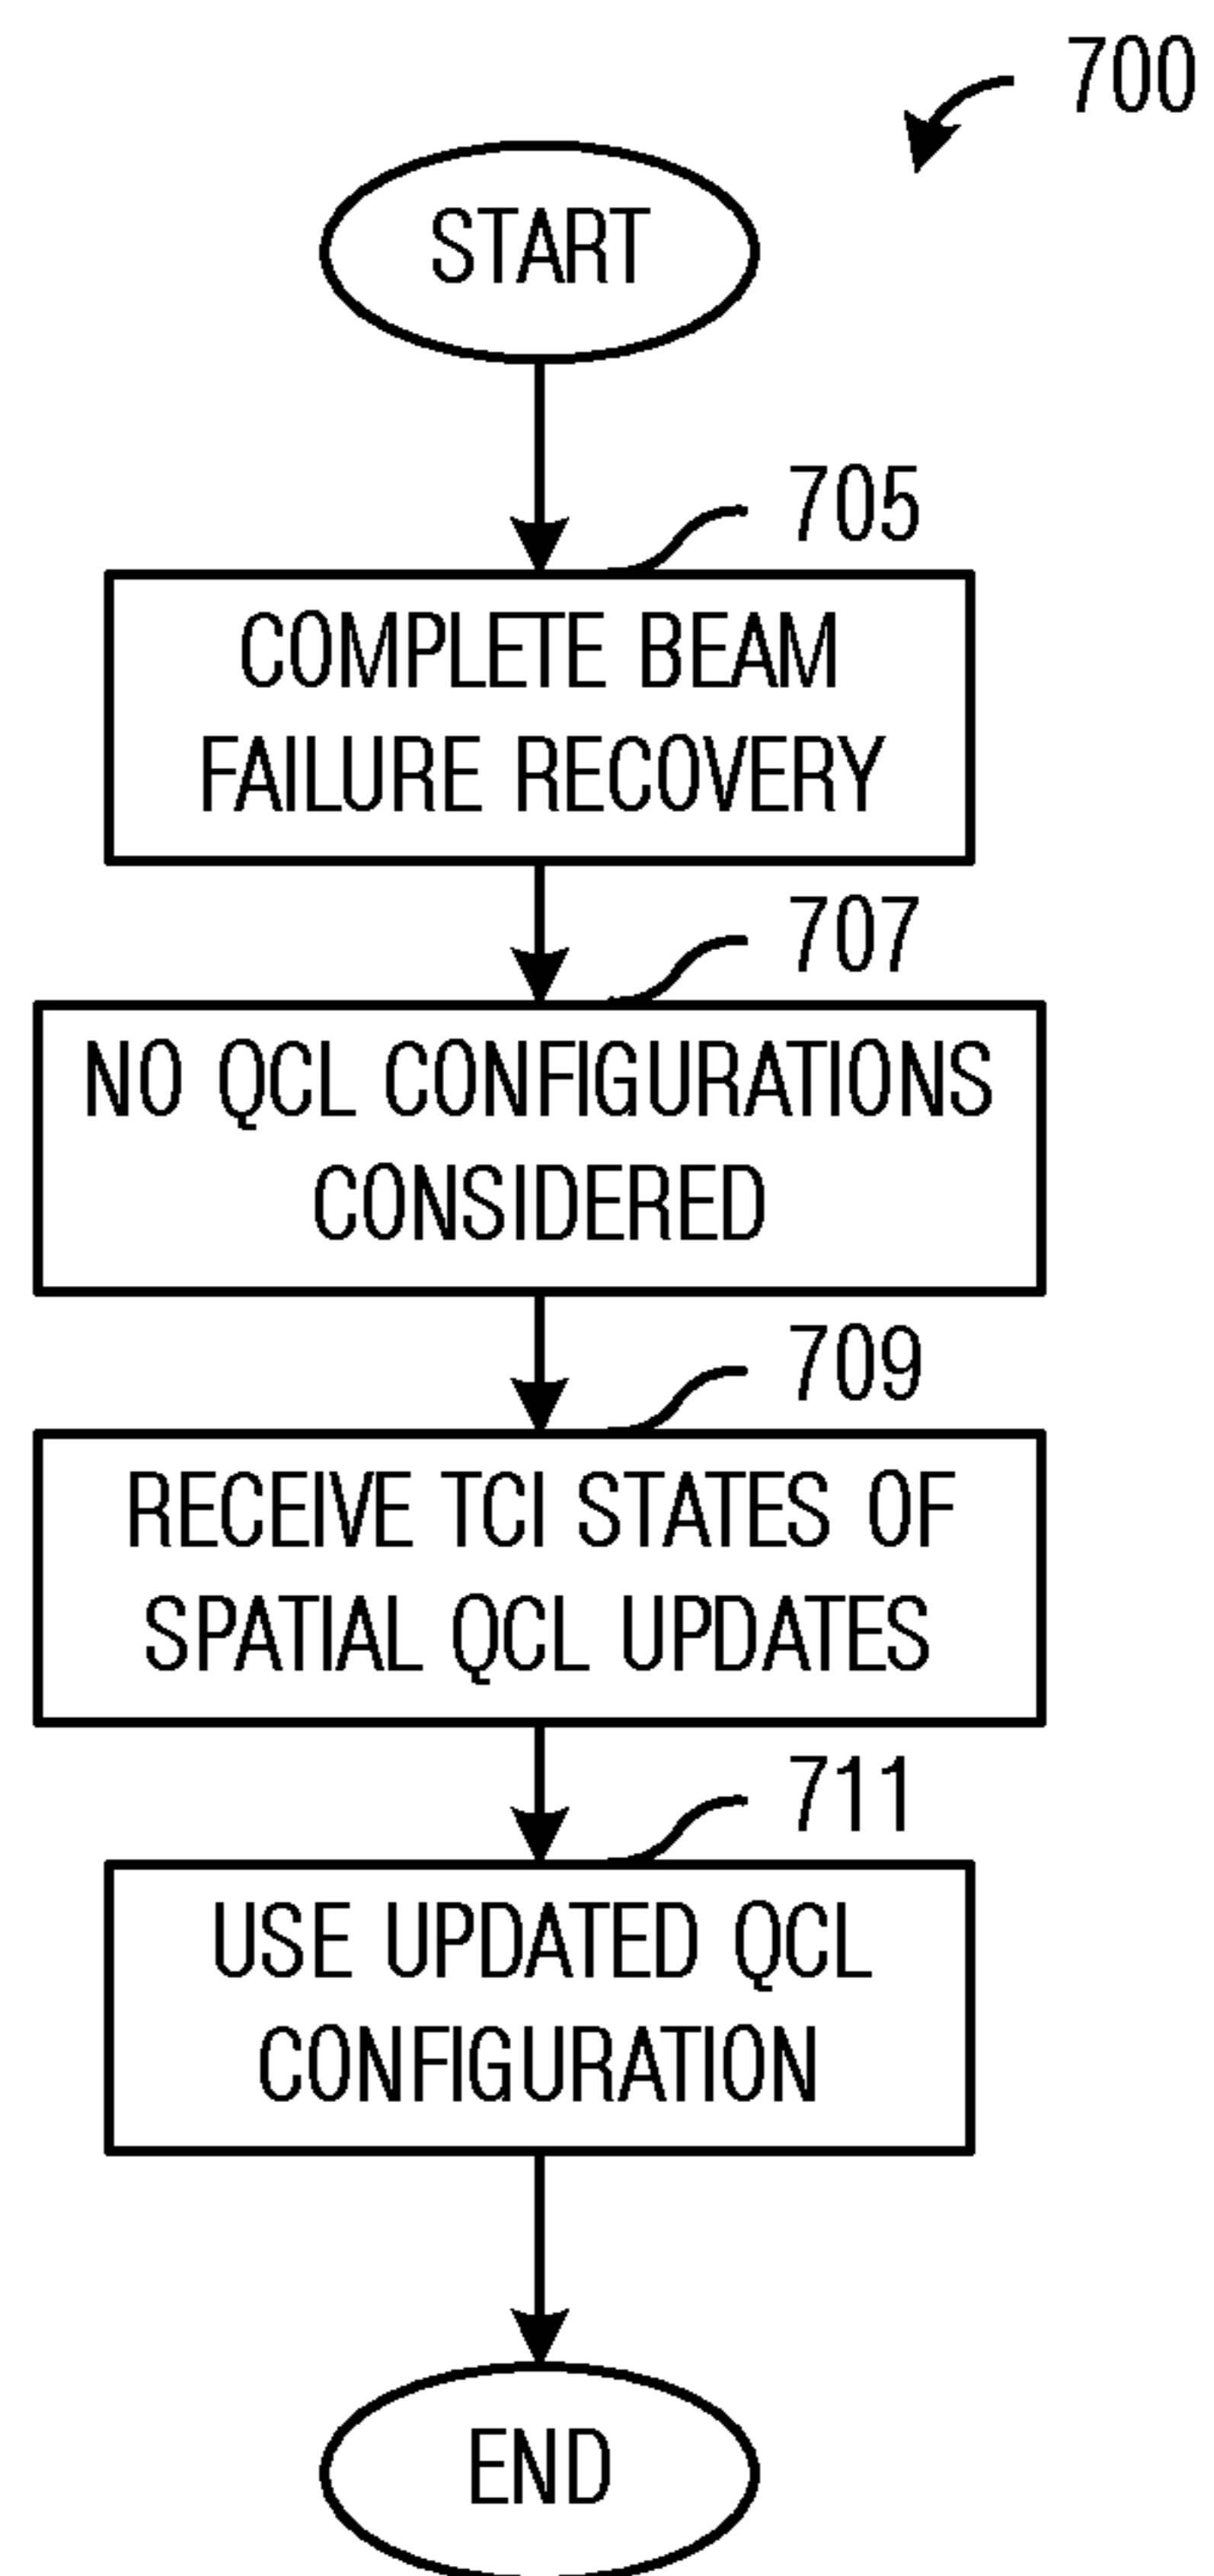 700
START
705
COMPLETE BEAM
FAILURE RECOVERY
707
NO QCL CONFIGURATIONS
CONSIDERED
709
RECEIVE TCI STATES OF
SPATIAL QCL UPDATES
711
USE UPDATED QCL
CONFIGURATION
END